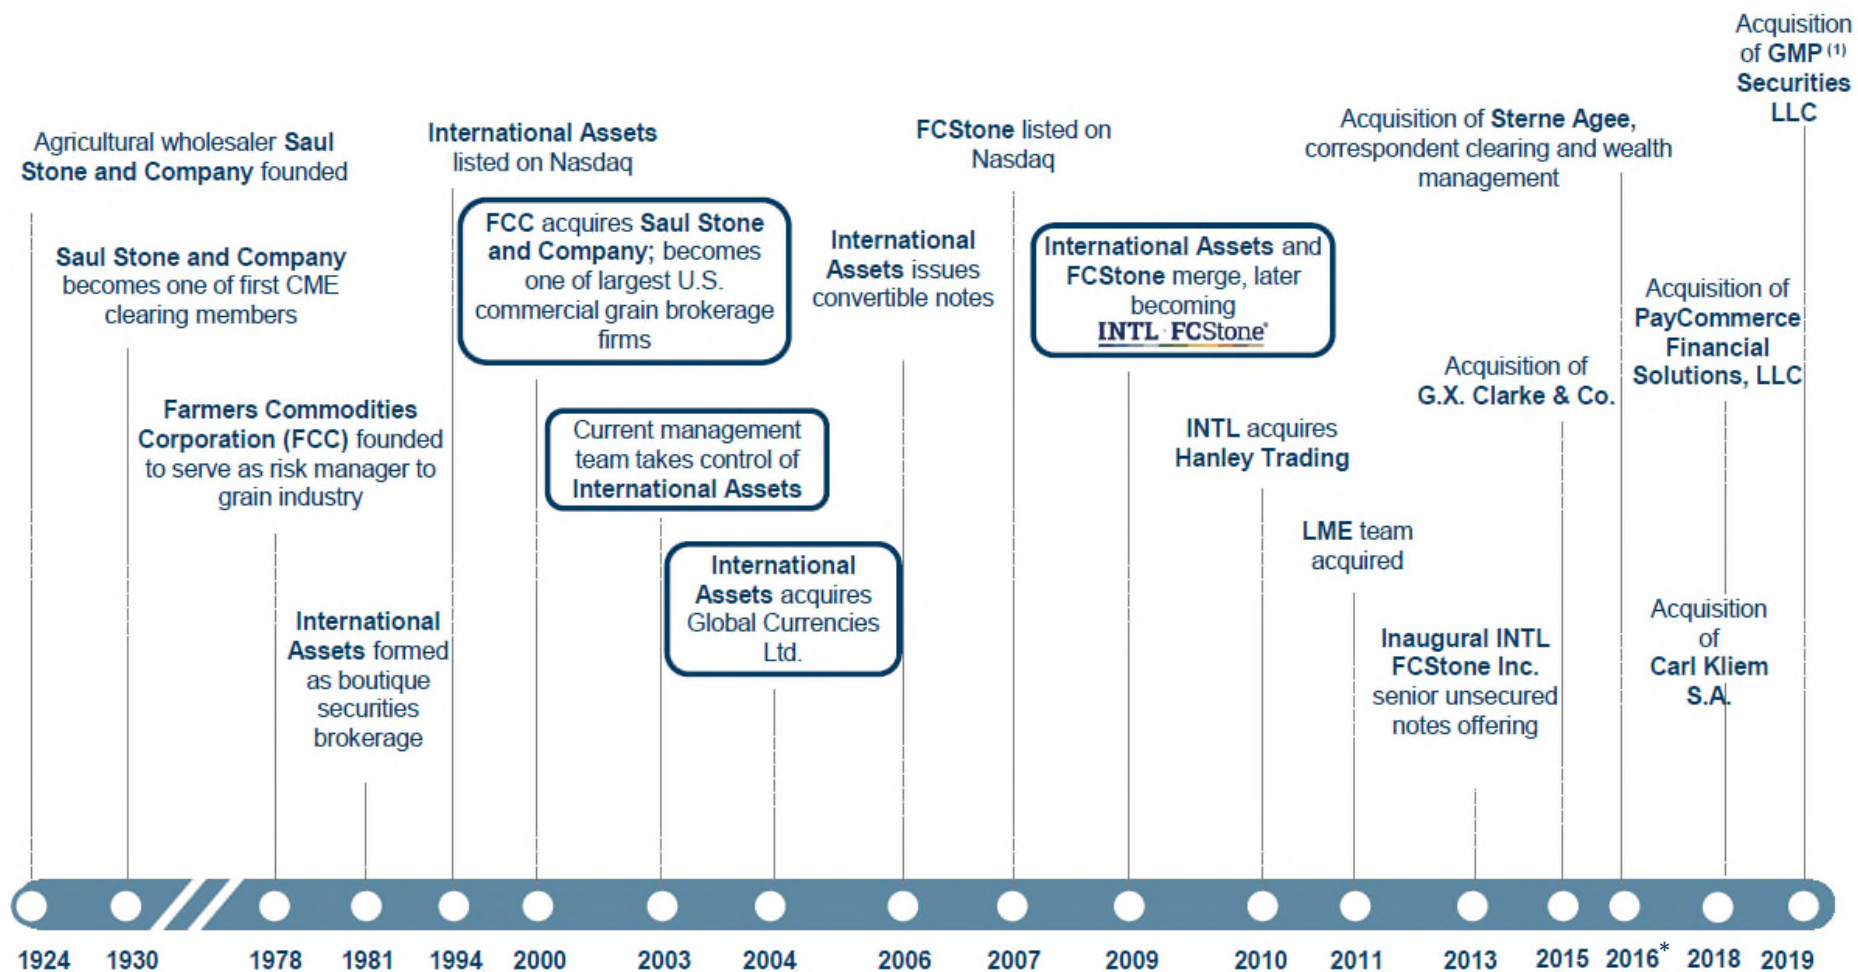 Agricultural wholesaler Saul
Stone and Company founded
Saul Stone and Company
becomes one of first CME
clearing members
Farmers Commodities
Corporation (FCC) founded
to serve as risk manager to
grain industry
International
Assets formed
as boutique
securities
brokerage
International Assets
listed on Nasdaq
FCC acquires Saul Stone
and Company; becomes
one of largest U.S.
commercial grain brokerage
firms
Current management
team takes control of
International Assets
International
Assets acquires
Global Currencies
Ltd.
International
Assets issues
convertible notes
FCStone listed on
Nasdaq
International Assets and
FCStone merge, later
becoming
INTL FCStone®
INTL acquires
Hanley Trading
LME team
acquired
Inaugural INTL
FCStone Inc.
senior unsecured
notes offering
Acquisition of
G.X. Clarke & Co.
Acquisition of Sterne Agee,
correspondent clearing and wealth
management
Acquisition of
PayCommerce
Financial
Solutions, LLC
Acquisition
of
Carl Kliem
S.A.
Acquisition
of GMP (1)
Securities
LLC
1924 1930 1978 1981 1994 2000 2003 2004 2006 2007 2009 2010 2011 2013 2015 2016* 2018 2019